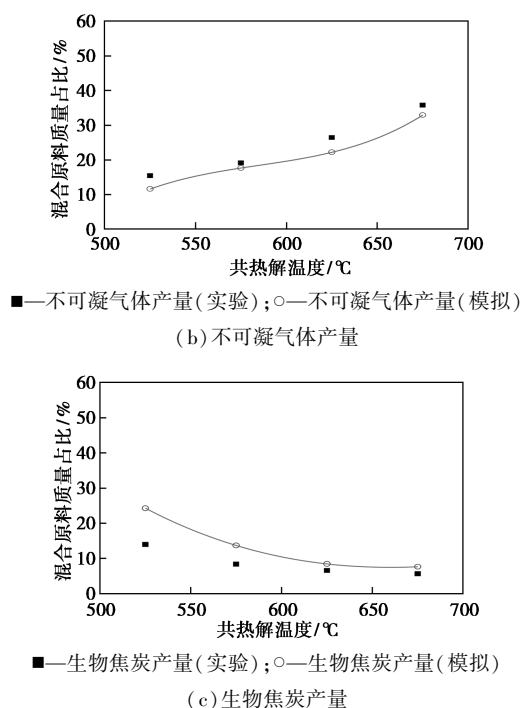 60
50
40
30
20
10
0
500 550 600 650 700
混合原料质量占比/%
共热解温度/℃
■—不可凝气体产量(实验);○—不可凝气体产量(模拟)
(b)不可凝气体产量
60
50
40
30
20
10
0
500 550 600 650 700
混合原料质量占比/%
共热解温度/℃
■—生物焦炭产量(实验);○—生物焦炭产量(模拟)
(c)生物焦炭产量